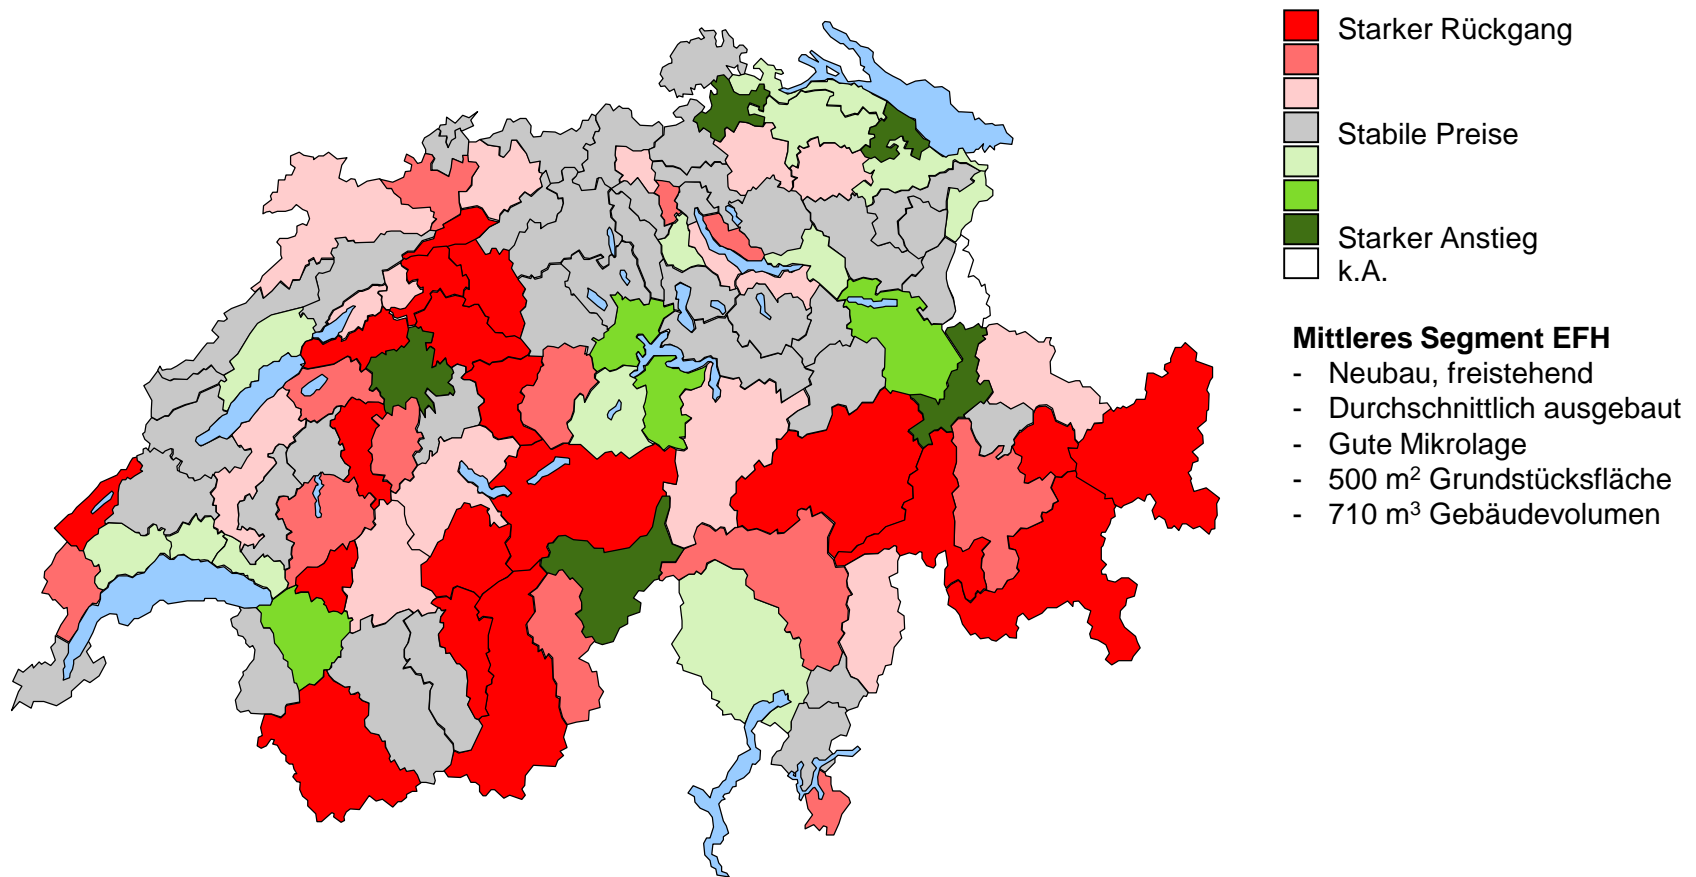 Starker Rückgang
Stabile Preise
Starker Anstieg
k.A.
Mittleres Segment EFH
- Neubau, freistehend
- Durchschnittlich ausgebaut
- Gute Mikrolage
- 500 m² Grundstücksfläche
- 710 m³ Gebäudevolumen